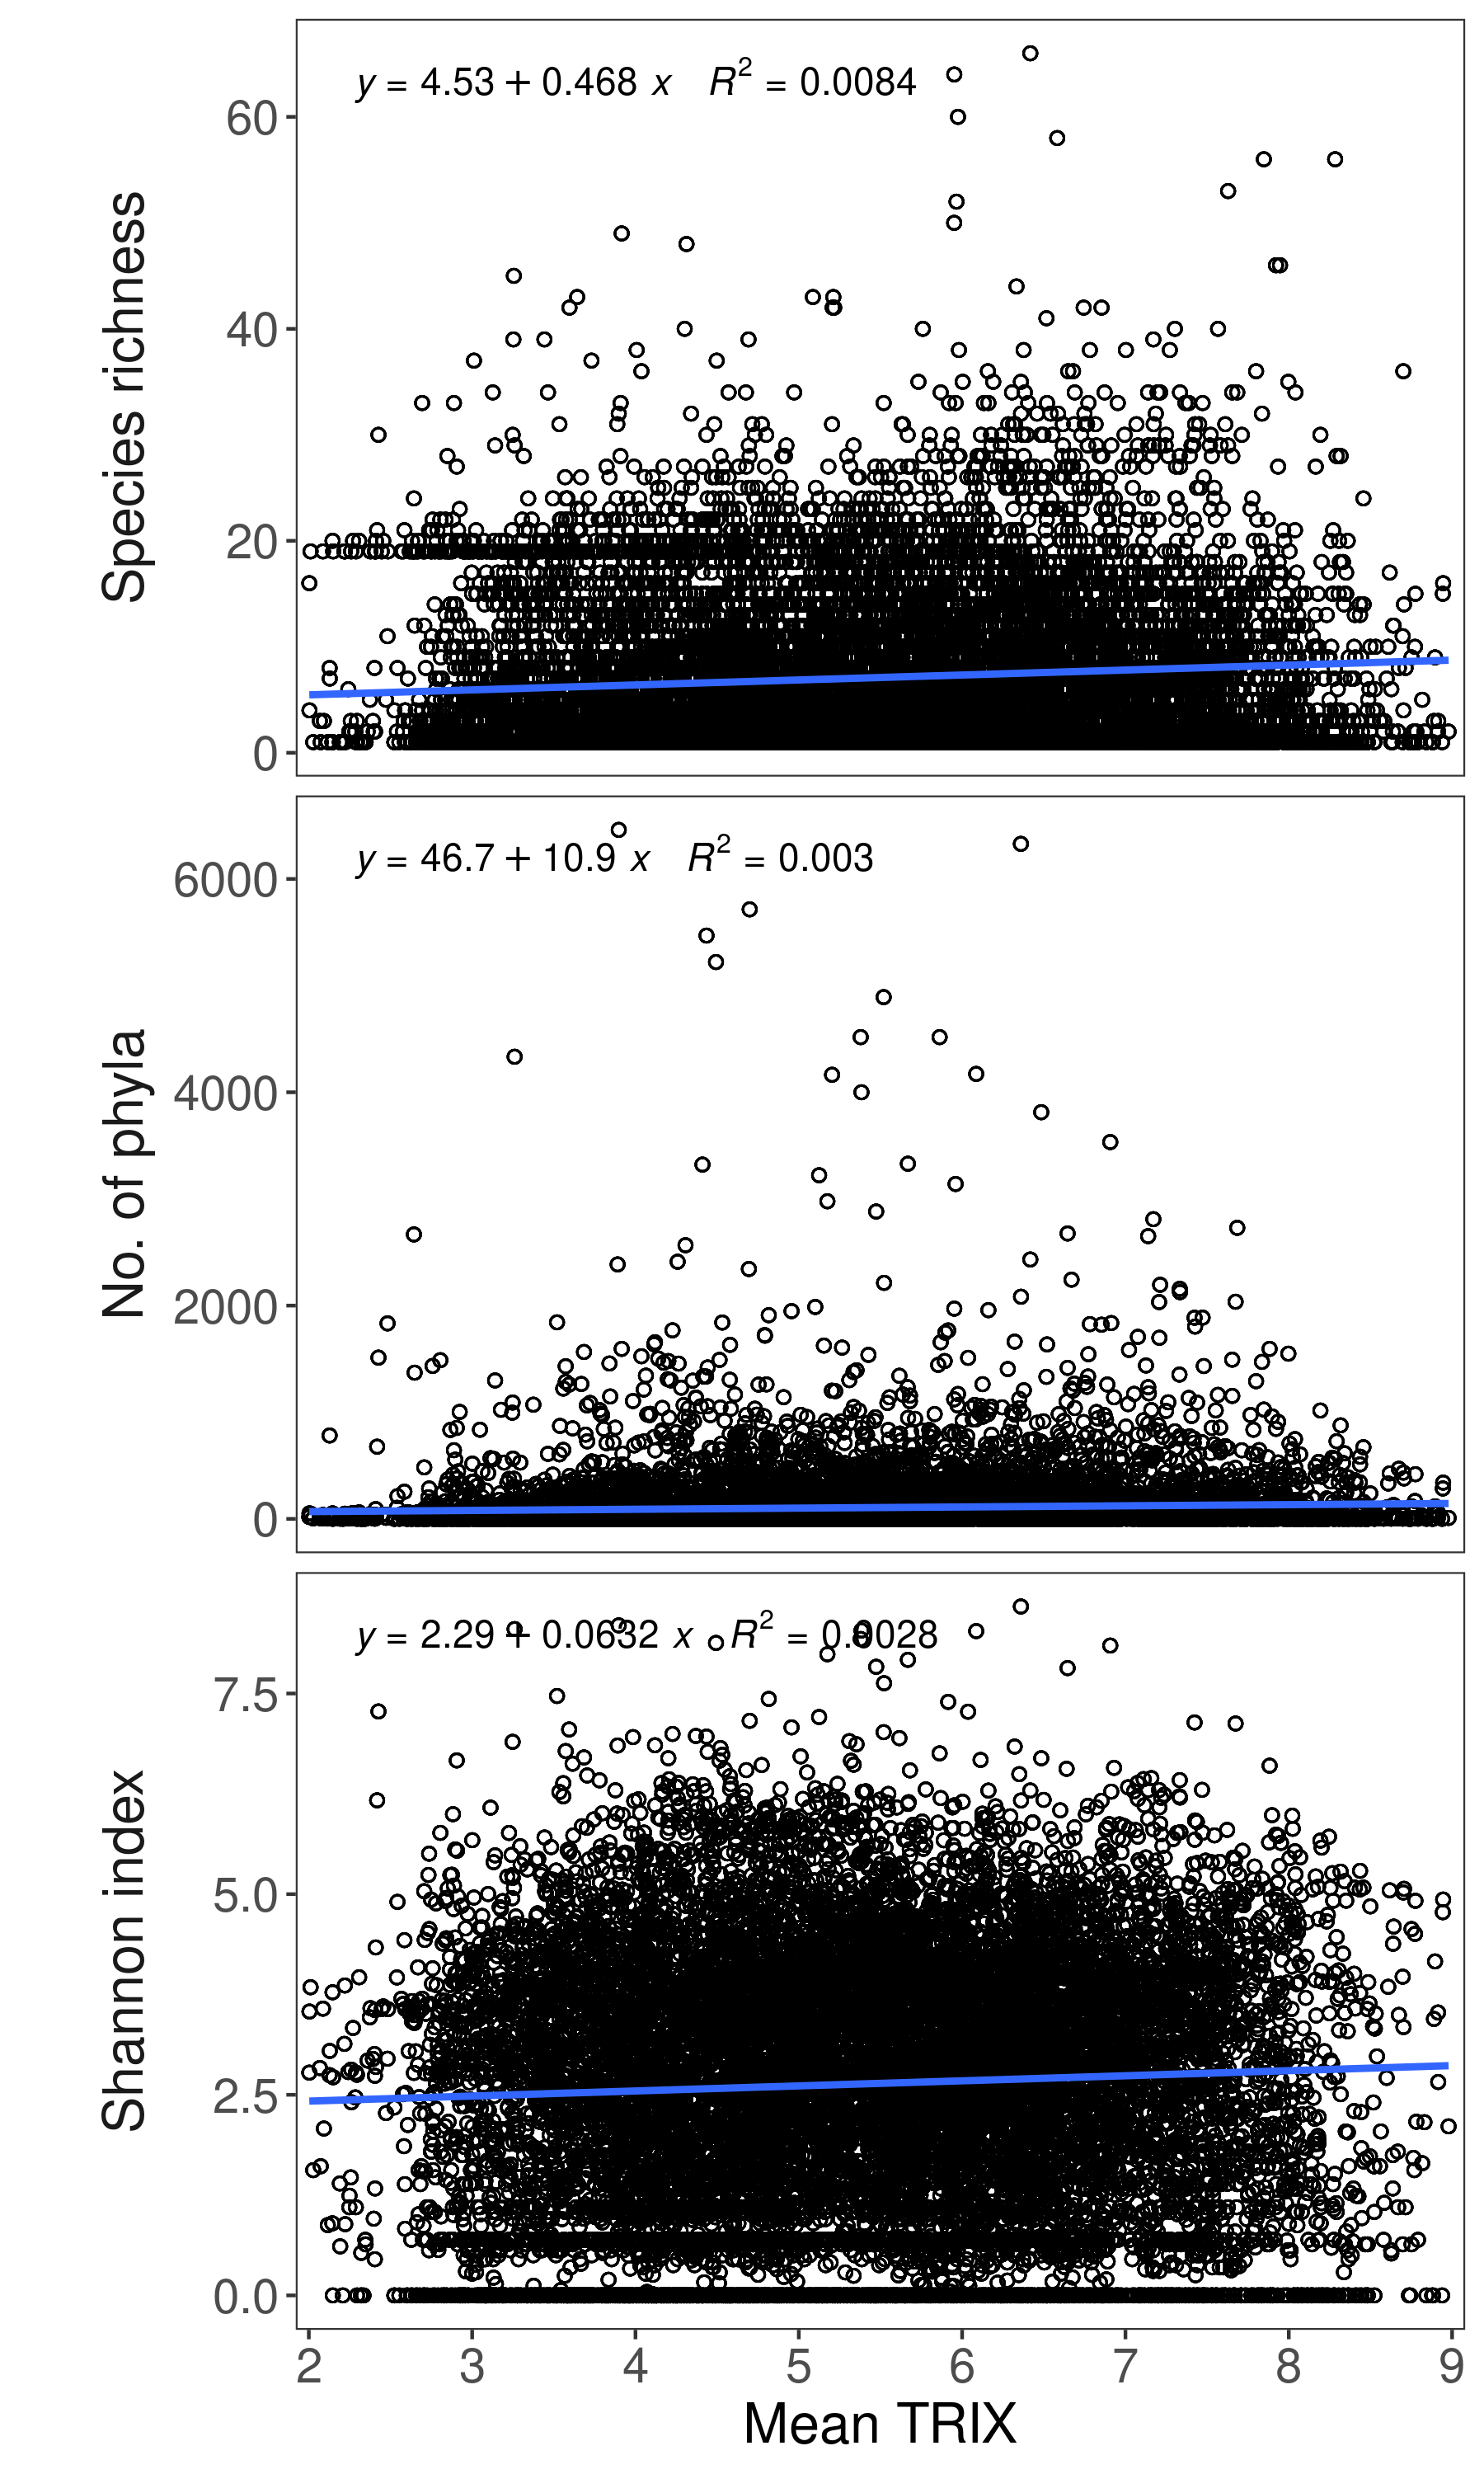 y = 4.53 + 0.468 x R² = 0.0084
Species richness
60
40
20
0
y = 46.7 + 10.9 x R² = 0.003
No. of phyla
6000
4000
2000
0
y = 2.29 + 0.0632 x R² = 0.0028
Shannon index
7.5
5.0
2.5
0.0
2 3 4 5 6 7 8 9
Mean TRIX